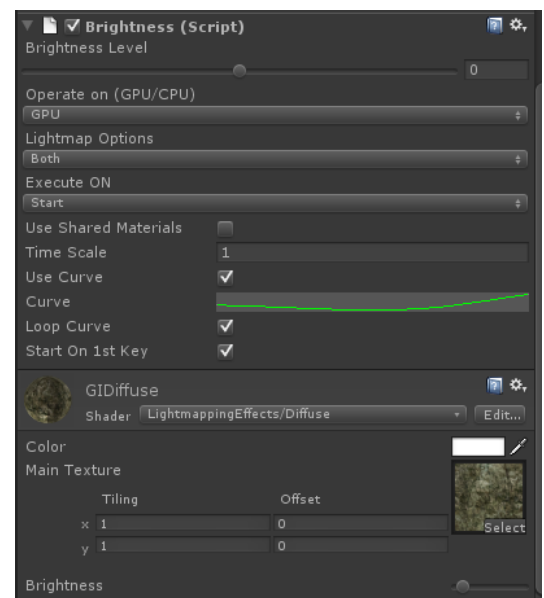 Brightness (Script)
Brightness Level
0
Operate on (GPU/CPU)
GPU
Lightmap Options
Both
Execute ON
Start
Use Shared Materials
Time Scale 1
Use Curve
Curve
Loop Curve
Start On 1st Key
GIDiffuse
Shader LightmappingEffects/Diffuse Edit...
Color
Main Texture
Tiling Offset
x 1 0 Select
y 1 0
Brightness